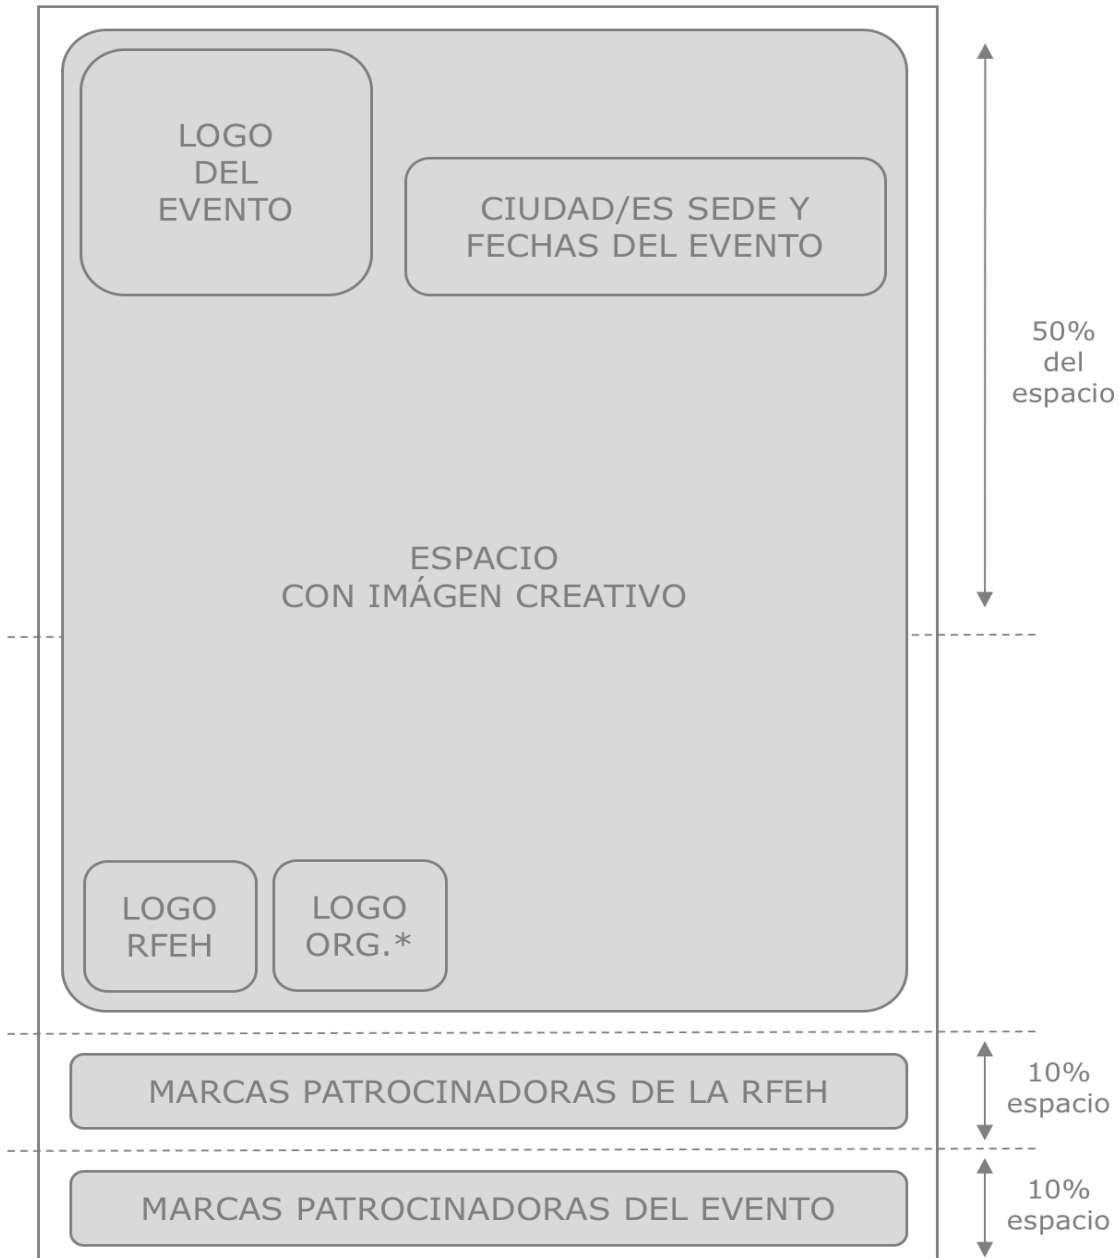 LOGO
DEL
EVENTO
CIUDAD/ES SEDE Y
FECHAS DEL EVENTO
50%
del
espacio
ESPACIO
CON IMÁGEN CREATIVO
LOGO
RFEH
LOGO
ORG.*
MARCAS PATROCINADORAS DE LA RFEH
10%
espacio
MARCAS PATROCINADORAS DEL EVENTO
10%
espacio